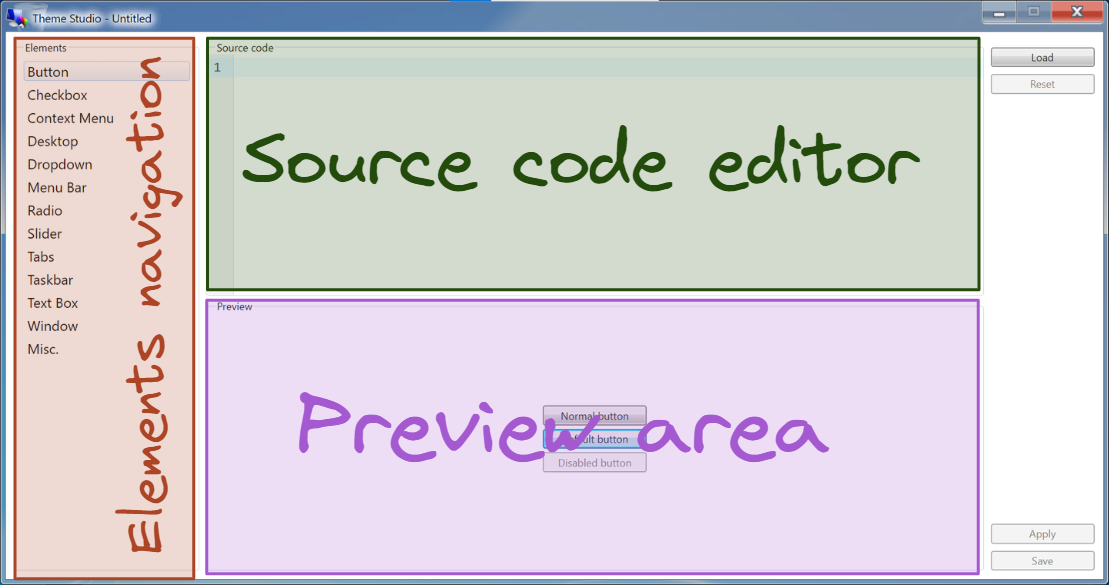 Theme Studio - Untitled
Elements
Button
Checkbox
Context Menu
Desktop
Dropdown
Menu Bar
Radio
Slider
Tabs
Taskbar
Text Box
Window
Misc.
Elements navigation
Source code
1
Source code editor
Preview
Normal button
Preview area
button
Disabled button
Load
Reset
Apply
Save